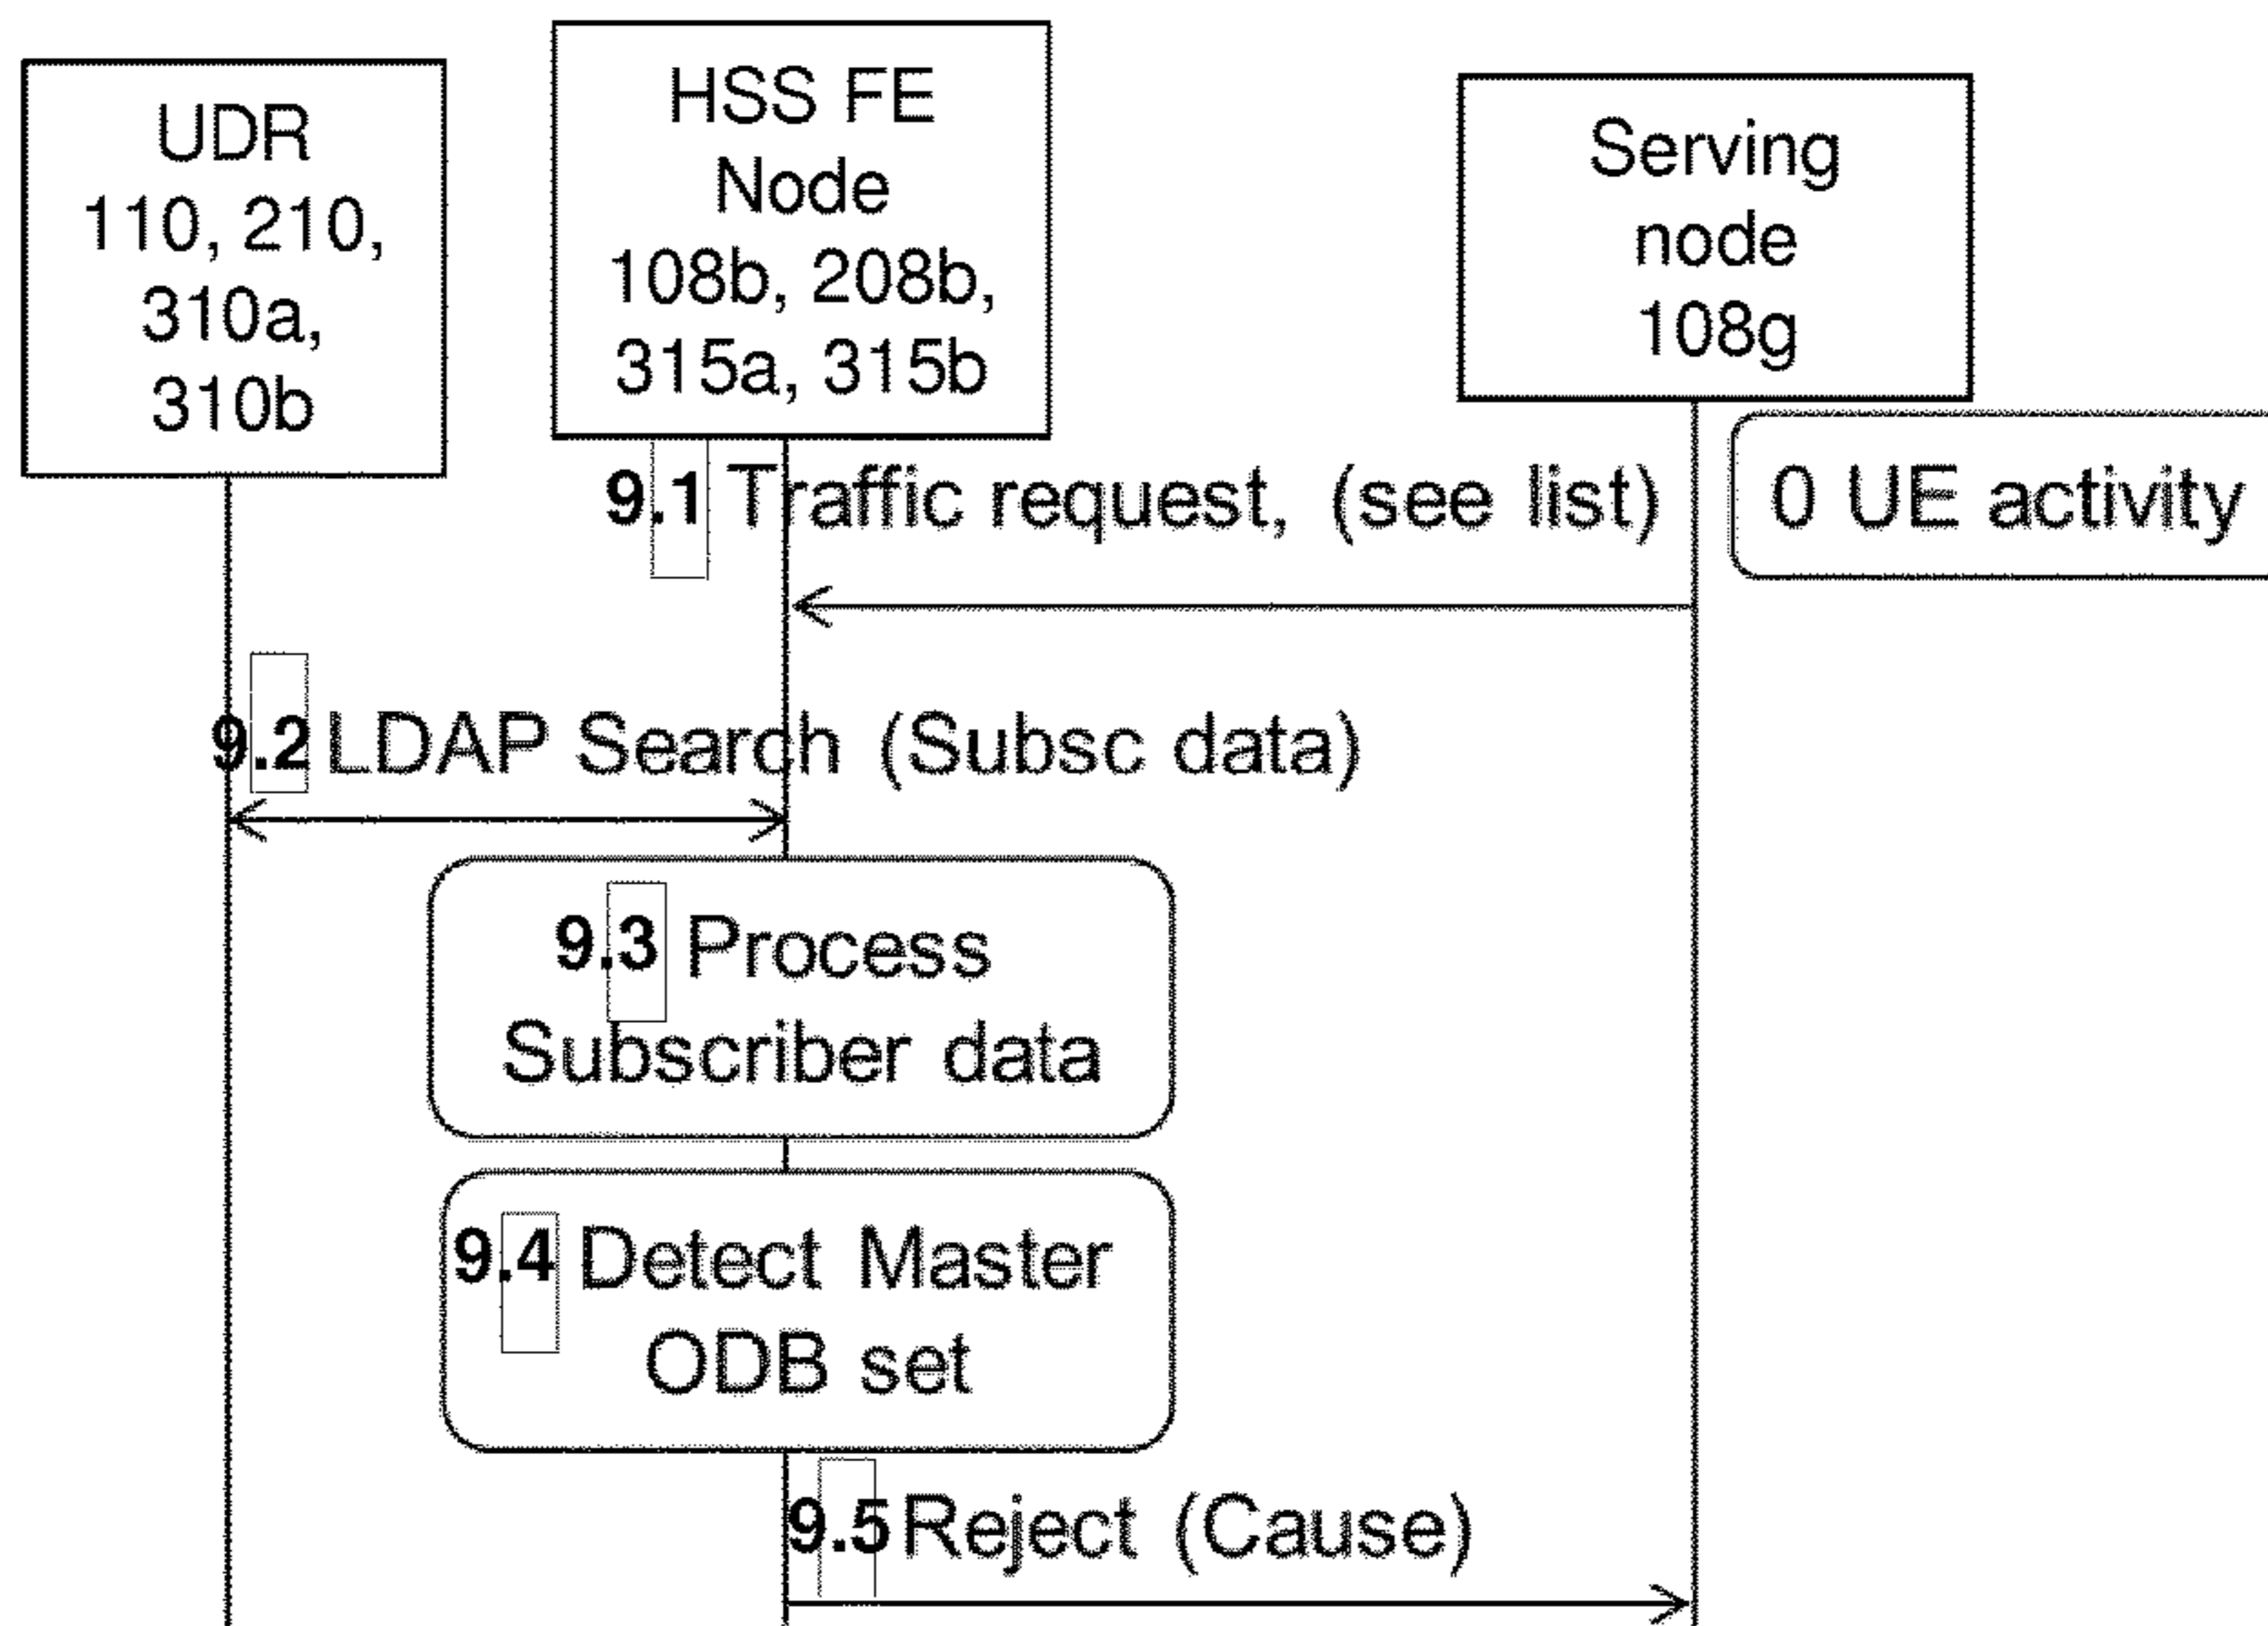 UDR
110, 210,
310a,
310b
HSS FE
Node
108b, 208b,
315a, 315b
Serving
node
108g
9.1 Traffic request, (see list)
0 UE activity
9.2 LDAP Search (Subsc data)
9.3 Process
Subscriber data
9.4 Detect Master
ODB set
9.5 Reject (Cause)